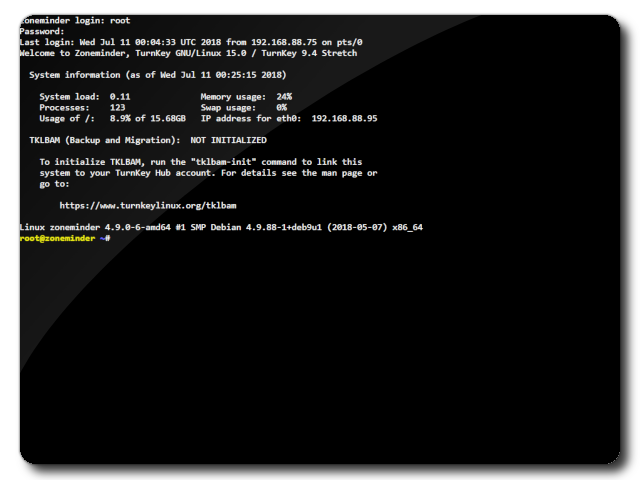 zoneminder login: root
Password:
Last login: Wed Jul 11 00:04:33 UTC 2018 from 192.168.88.75 on pts/0
Welcome to Zoneminder, TurnKey GNU/Linux 15.0 / TurnKey 9.4 Stretch
System information (as of Wed Jul 11 00:25:15 2018)
System load: 0.11 Memory usage: 24%
Processes: 123 Swap usage: 0%
Usage of /: 8.9% of 15.68GB IP address for eth0: 192.168.88.95
TKLBAM (Backup and Migration): NOT INITIALIZED
To initialize TKLBAM, run the "tklbam-init" command to link this
system to your TurnKey Hub account. For details see the man page or
go to:
https://www.turnkeylinux.org/tklbam
Linux zoneminder 4.9.0-6-amd64 #1 SMP Debian 4.9.88-1+deb9u1 (2018-05-07) x86_64
root@zoneminder ~#